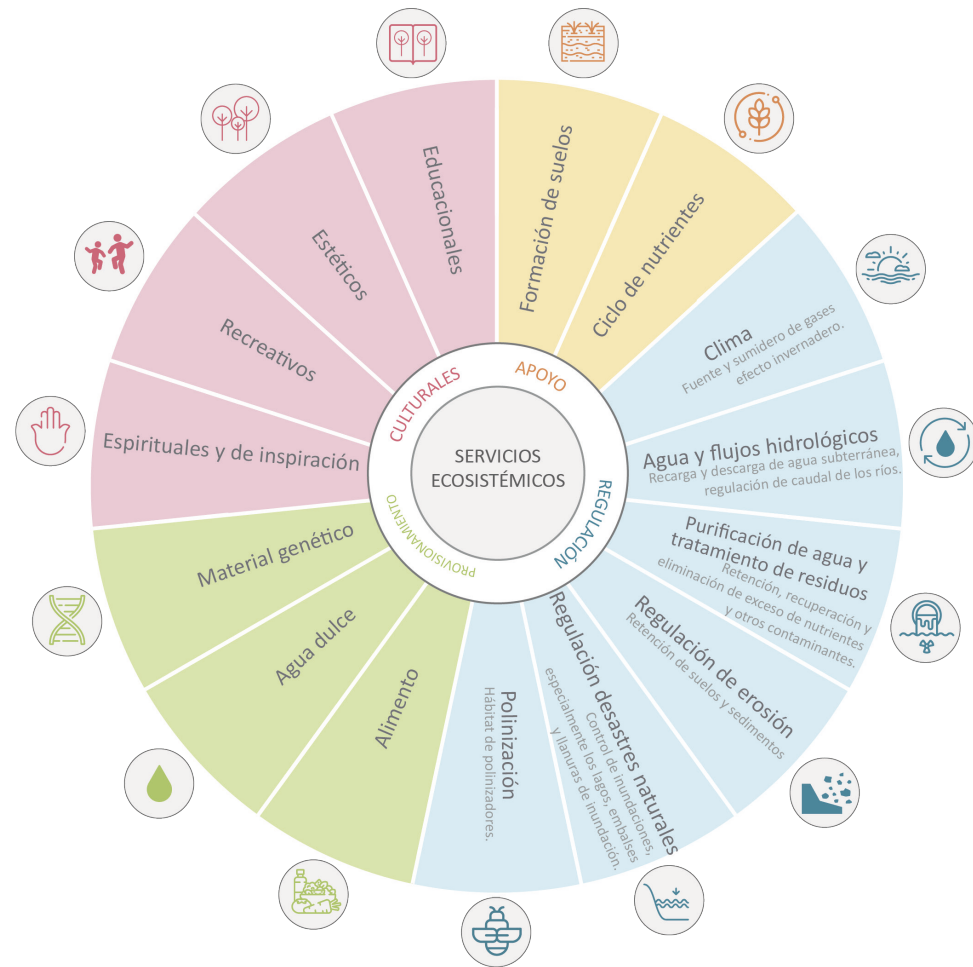 SERVICIOS
ECOSISTÉMICOS
APOYO
REGULACIÓN
PROVISIONAMIENTO
CULTURALES
Formación de suelos
Ciclo de nutrientes
Clima
Fuente y sumidero de gases
efecto invernadero.
Agua y flujos hidrológicos
Recarga y descarga de agua subterránea,
regulación de caudal de los ríos.
Purificación de agua y
tratamiento de residuos
Retención, recuperación y
eliminación de exceso de nutrientes
y otros contaminantes.
Regulación de erosión
Retención de suelos y sedimentos
Regulación desastres naturales
Control de inundaciones,
especialmente los lagos, embalses
y llanuras de inundación.
Polinización
Hábitat de polinizadores.
Alimento
Agua dulce
Material genético
Espirituales y de inspiración
Recreativos
Estéticos
Educacionales